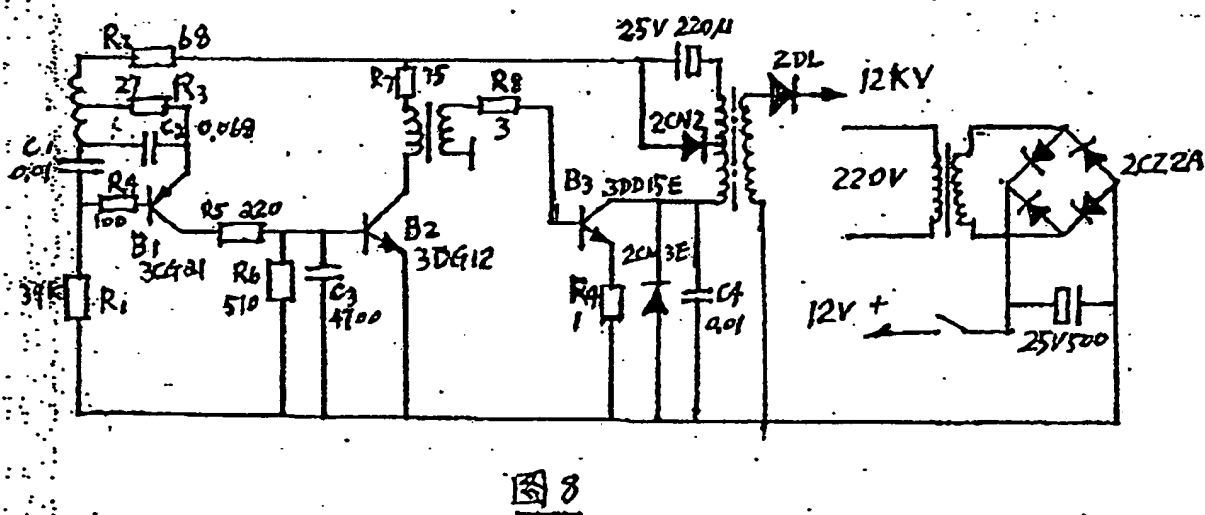 R2 68
25V 220μ
2DL
12KV
R7 75
R8
3
27 R3
C2 0.068
2CN2
C1
0.01
R4
100
B3
3DD15E
220V
2CZ2A
R5 220
B1
3CG21
B2
3DG12
R6
510
C3
4700
2CN3E
R9
1
C4
0.01
R1
12V +
25V500
图8